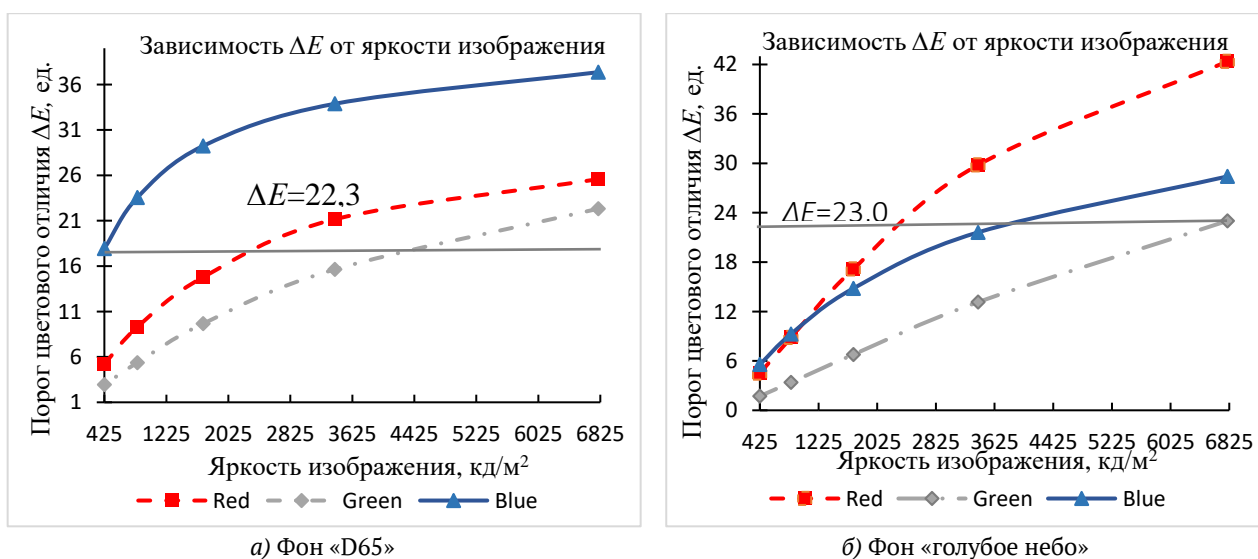 Зависимость ΔE от яркости изображения
Порог цветового отличия ΔE, ед.
36
31
26
21
16
11
6
1
ΔE=22,3
425 1225 2025 2825 3625 4425 5225 6025 6825
Яркость изображения, кд/м²
Red Green Blue
а) Фон «D65»
Зависимость ΔE от яркости изображения
Порог цветового отличия ΔE, ед.
42
36
30
24
18
12
6
0
ΔE=23.0
425 1225 2025 2825 3625 4425 5225 6025 6825
Яркость изображения, кд/м²
Red Green Blue
б) Фон «голубое небо»